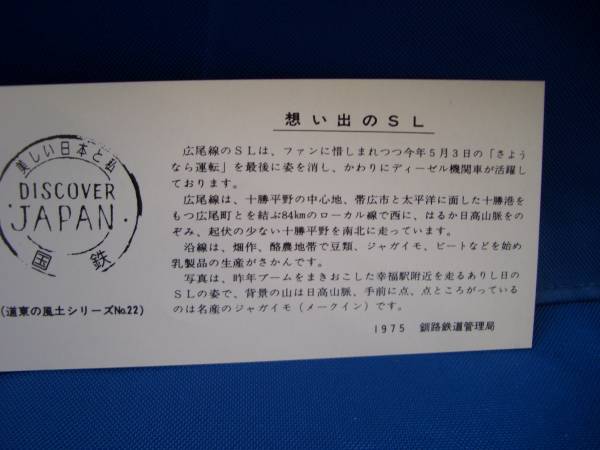 美しい日本と私
DISCOVER
JAPAN
国鉄
(道東の風土シリーズNo.22)
想い出のSL
広尾線のSLは、ファンに惜しまれつつ今年5月3日の「さよう
なら運転」を最後に姿を消し、かわりにディーゼル機関車が活躍し
ております。
広尾線は、十勝平野の中心地、帯広市と太平洋に面した十勝港を
もつ広尾町とを結ぶ84kmのローカル線で西に、はるか日高山脈をの
ぞみ、起伏の少ない十勝平野を南北に走っています。
沿線は、畑作、酪農地帯で豆類、ジャガイモ、ビートなどを始め
乳製品の生産がさかんです。
写真は、昨年ブームをまきおこした幸福駅附近を走るありし日の
SLの姿で、背景の山は日高山脈、手前に点、点ところがっている
のは名産のジャガイモ(メークイン)です。
1975 釧路鉄道管理局